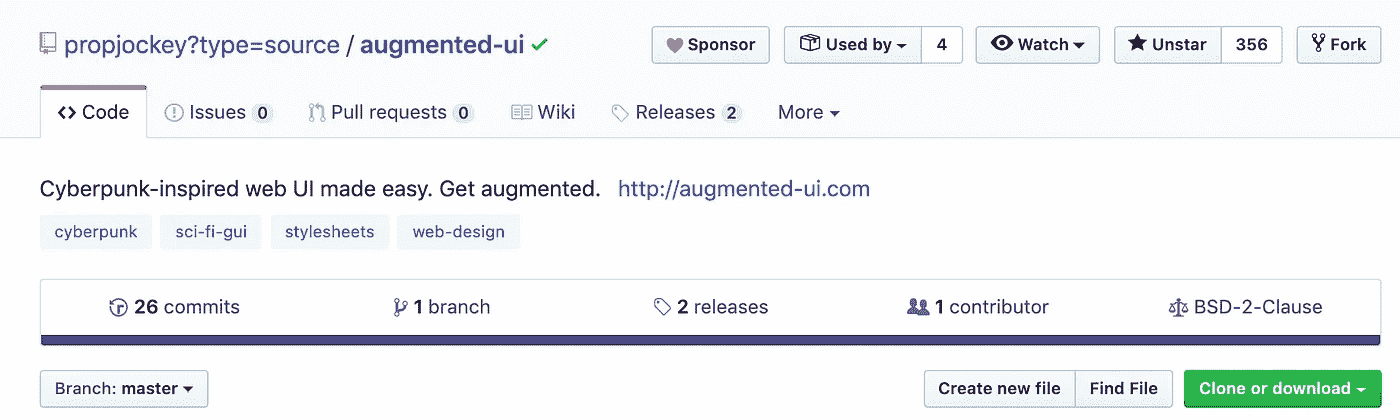 propjockey?type=source / augmented-ui Sponsor Used by 4 Watch Unstar 356 Fork
Code Issues 0 Pull requests 0 Wiki Releases 2 More
Cyberpunk-inspired web UI made easy. Get augmented. http://augmented-ui.com
cyberpunk sci-fi-gui stylesheets web-design
26 commits 1 branch 2 releases 1 contributor BSD-2-Clause
Branch: master Create new file Find File Clone or download